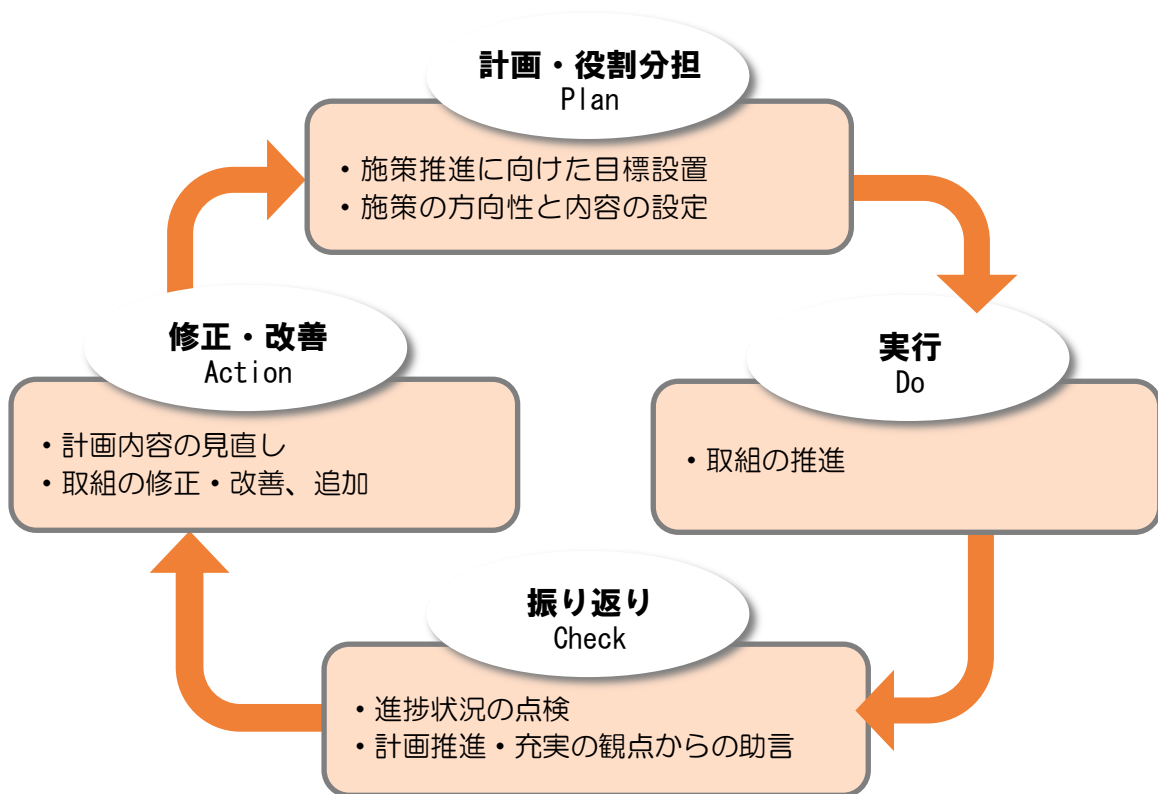 計画・役割分担
Plan
・施策推進に向けた目標設置
・施策の方向性と内容の設定
実行
Do
・取組の推進
振り返り
Check
・進捗状況の点検
・計画推進・充実の観点からの助言
修正・改善
Action
・計画内容の見直し
・取組の修正・改善、追加